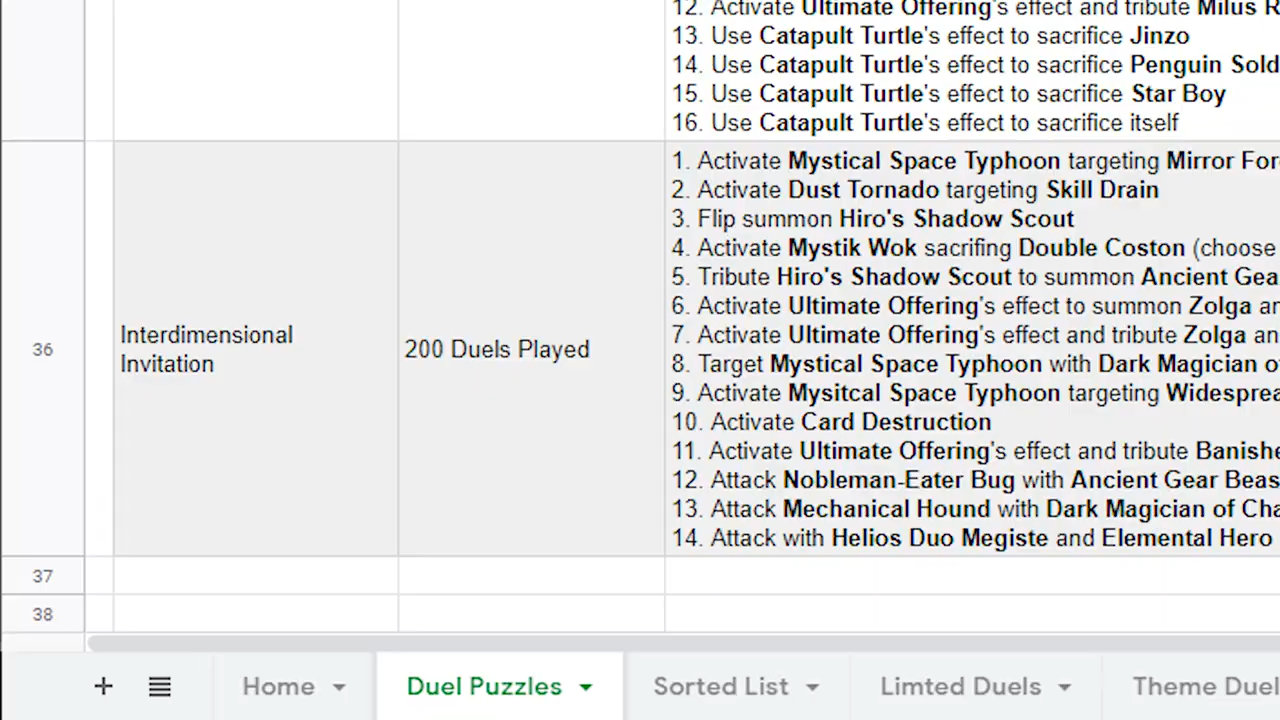 12. Activate Ultimate Offering's effect and tribute Milus
13. Use Catapult Turtle's effect to sacrifice Jinzo
14. Use Catapult Turtle's effect to sacrifice Penguin Sold
15. Use Catapult Turtle's effect to sacrifice Star Boy
16. Use Catapult Turtle's effect to sacrifice itself
36
Interdimensional
Invitation
200 Duels Played
1. Activate Mystical Space Typhoon targeting Mirror For
2. Activate Dust Tornado targeting Skill Drain
3. Flip summon Hiro's Shadow Scout
4. Activate Mystik Wok sacrifing Double Coston (choose
5. Tribute Hiro's Shadow Scout to summon Ancient Gea
6. Activate Ultimate Offering's effect to summon Zolga an
7. Activate Ultimate Offering's effect and tribute Zolga an
8. Target Mystical Space Typhoon with Dark Magician o
9. Activate Mysitcal Space Typhoon targeting Widesprea
10. Activate Card Destruction
11. Activate Ultimate Offering's effect and tribute Banishe
12. Attack Nobleman-Eater Bug with Ancient Gear Beas
13. Attack Mechanical Hound with Dark Magician of Cha
14. Attack with Helios Duo Megiste and Elemental Hero
37
38
+ Home Duel Puzzles Sorted List Limted Duels Theme Duel